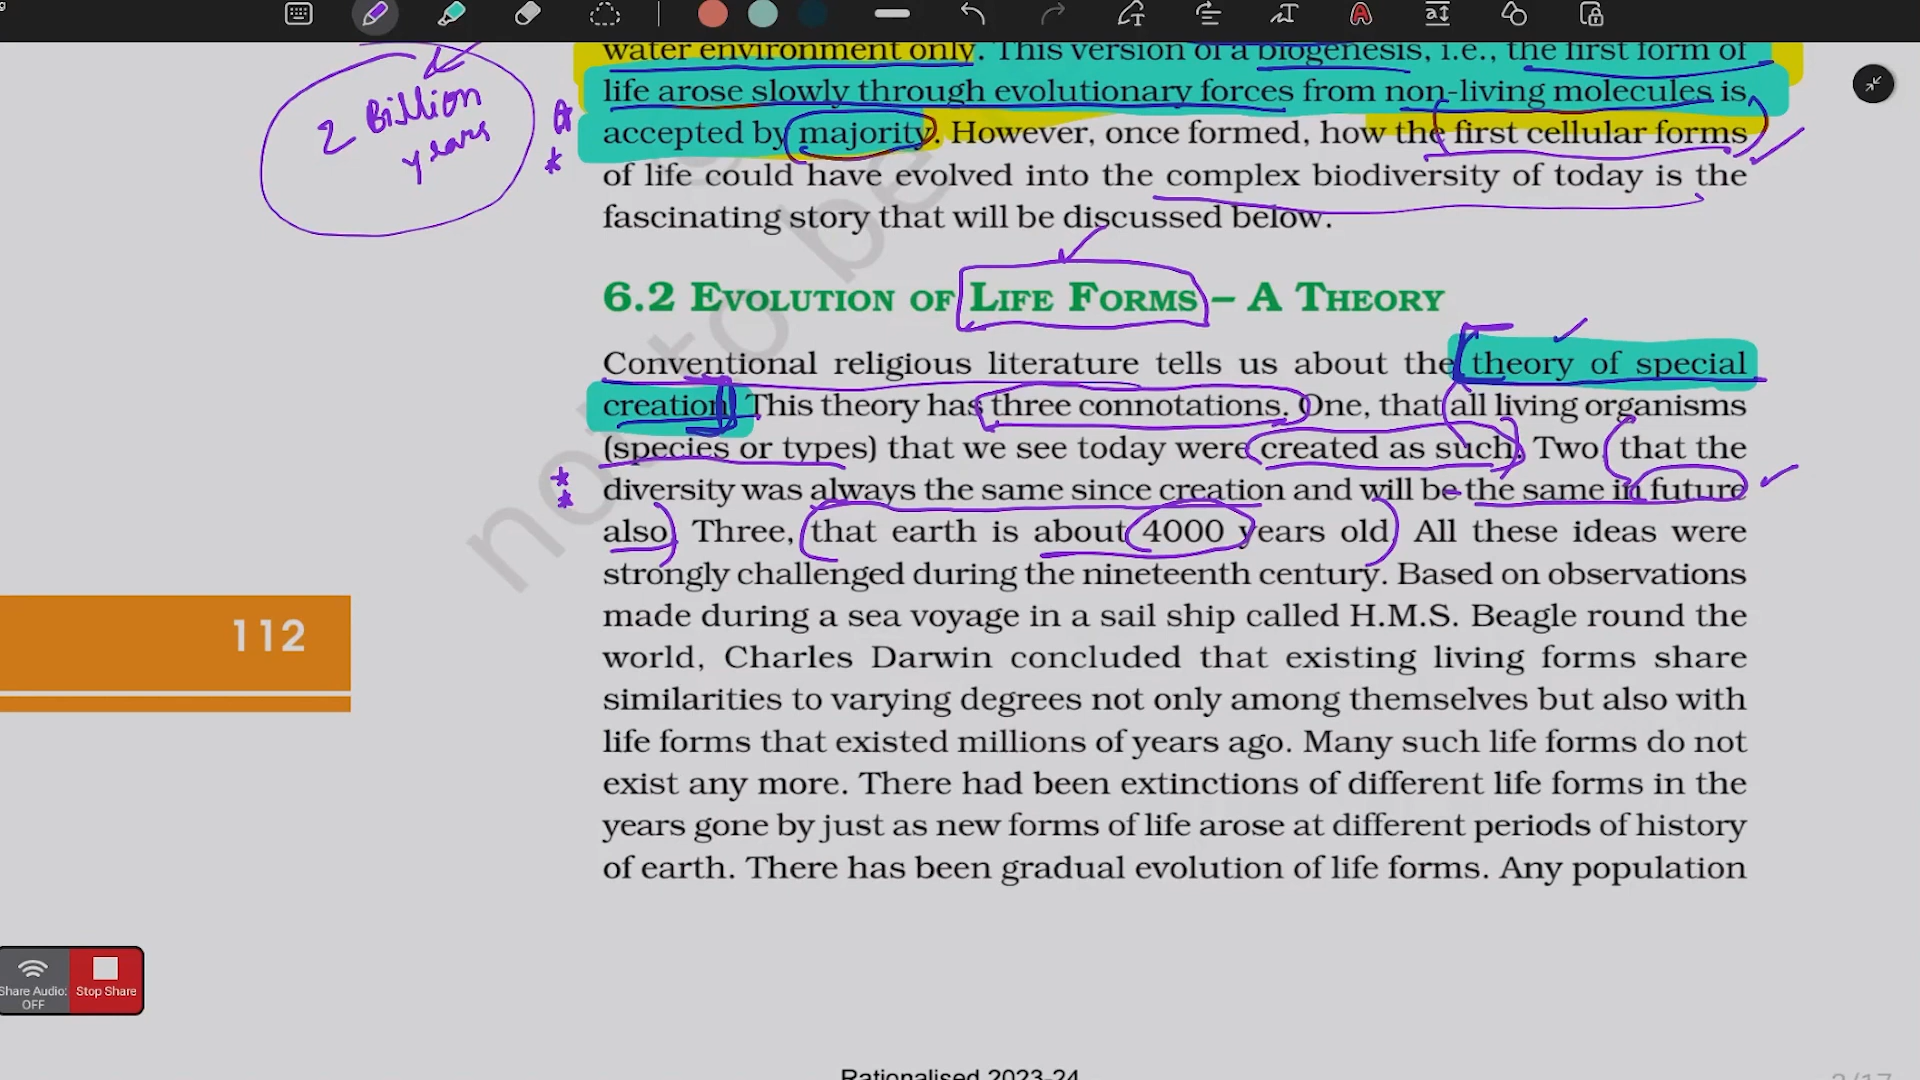 water environment only. This version of a biogenesis, i.e., the first form of
life arose slowly through evolutionary forces from non-living molecules is
accepted by majority. However, once formed, how the first cellular forms
of life could have evolved into the complex biodiversity of today is the
fascinating story that will be discussed below.
2 Billion
years
6.2 EVOLUTION OF LIFE FORMS – A THEORY
Conventional religious literature tells us about the theory of special
creation. This theory has three connotations. One, that all living organisms
(species or types) that we see today were created as such. Two, that the
diversity was always the same since creation and will be the same in future
also. Three, that earth is about 4000 years old. All these ideas were
strongly challenged during the nineteenth century. Based on observations
made during a sea voyage in a sail ship called H.M.S. Beagle round the
world, Charles Darwin concluded that existing living forms share
similarities to varying degrees not only among themselves but also with
life forms that existed millions of years ago. Many such life forms do not
exist any more. There had been extinctions of different life forms in the
years gone by just as new forms of life arose at different periods of history
of earth. There has been gradual evolution of life forms. Any population
112
not to be
Share Audio:
OFF
Stop Share
Rationalised 2023-24